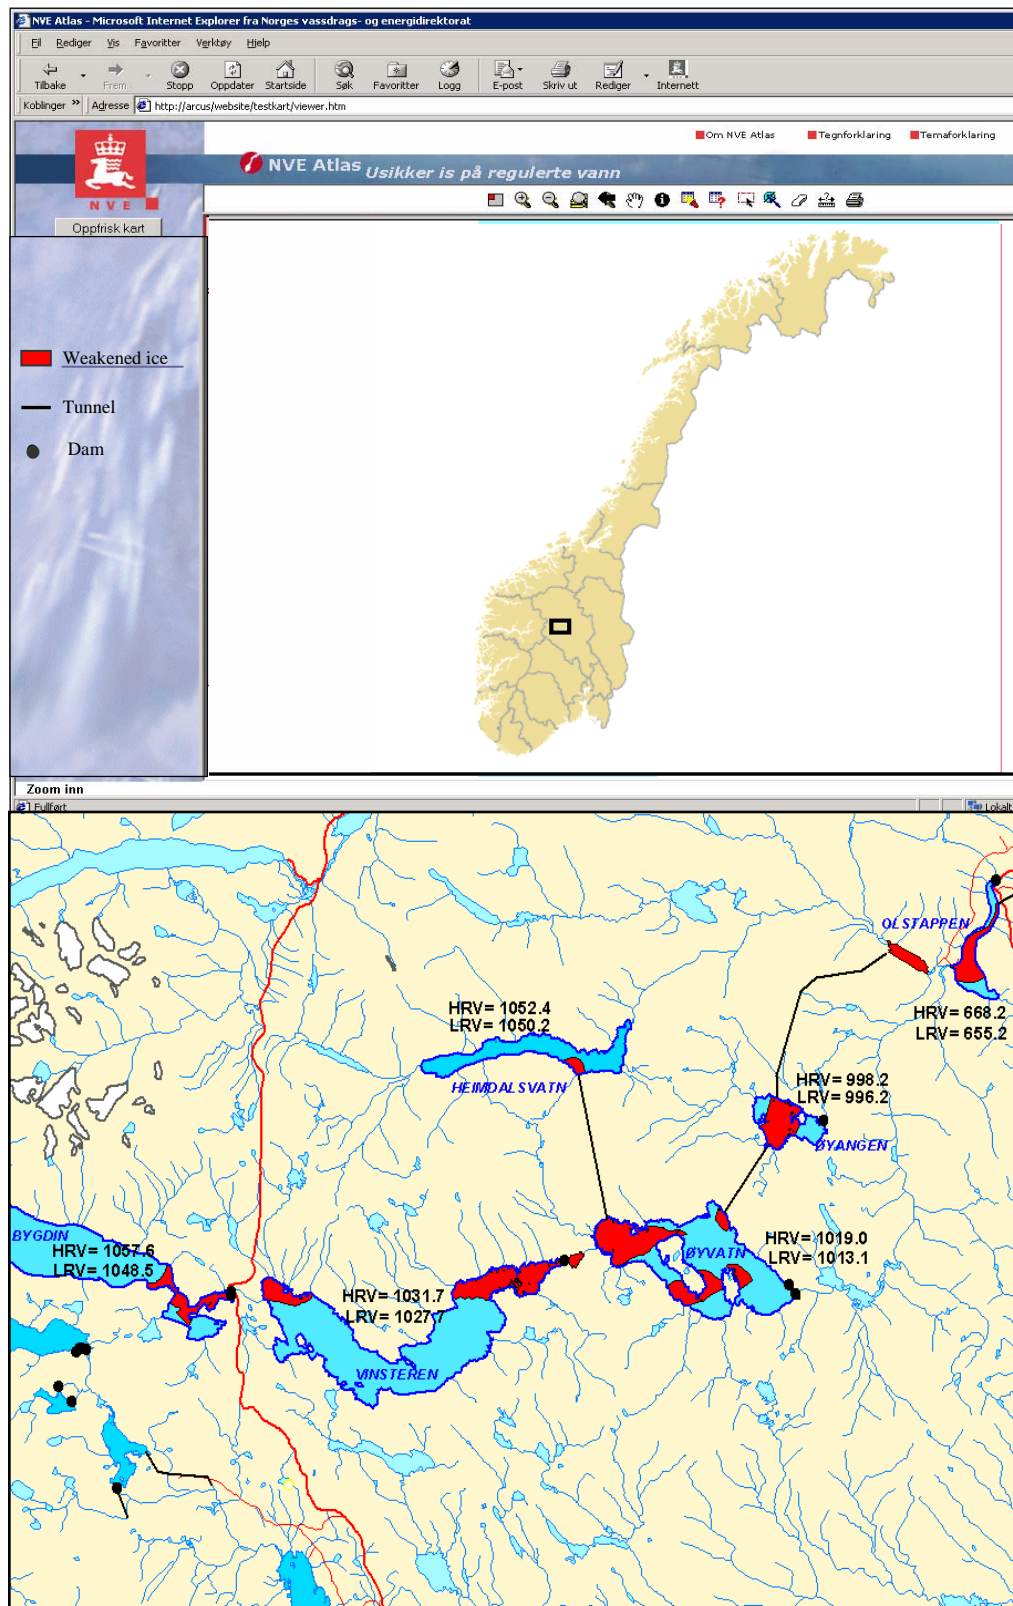 NVE Atlas - Microsoft Internet Explorer fra Norges vassdrags- og energidirektorat
Fil Rediger Vis Favoritter Verktøy Hjelp
Tilbake Frem Stopp Oppdater Startside Søk Favoritter Logg E-post Skriv ut Rediger Internett
Koblinger » Adresse http://arcus/website/testkart/viewer.htm
Om NVE Atlas Tegnforklaring Temaforklaring
NVE Atlas Usikker is på regulerte vann
NVE
Oppfrisk kart
Weakened ice
Tunnel
Dam
Zoom inn
Fullført Lokalt
OLSTAPPEN
HRV= 668.2
LRV= 655.2
HRV= 1052.4
LRV= 1050.2
HEIMDALSVATN
HRV= 998.2
LRV= 996.2
ØYANGEN
BYGDIN
HRV= 1057.6
LRV= 1048.5
ØYVATN
HRV= 1019.0
LRV= 1013.1
HRV= 1031.7
LRV= 1027.7
VINSTEREN